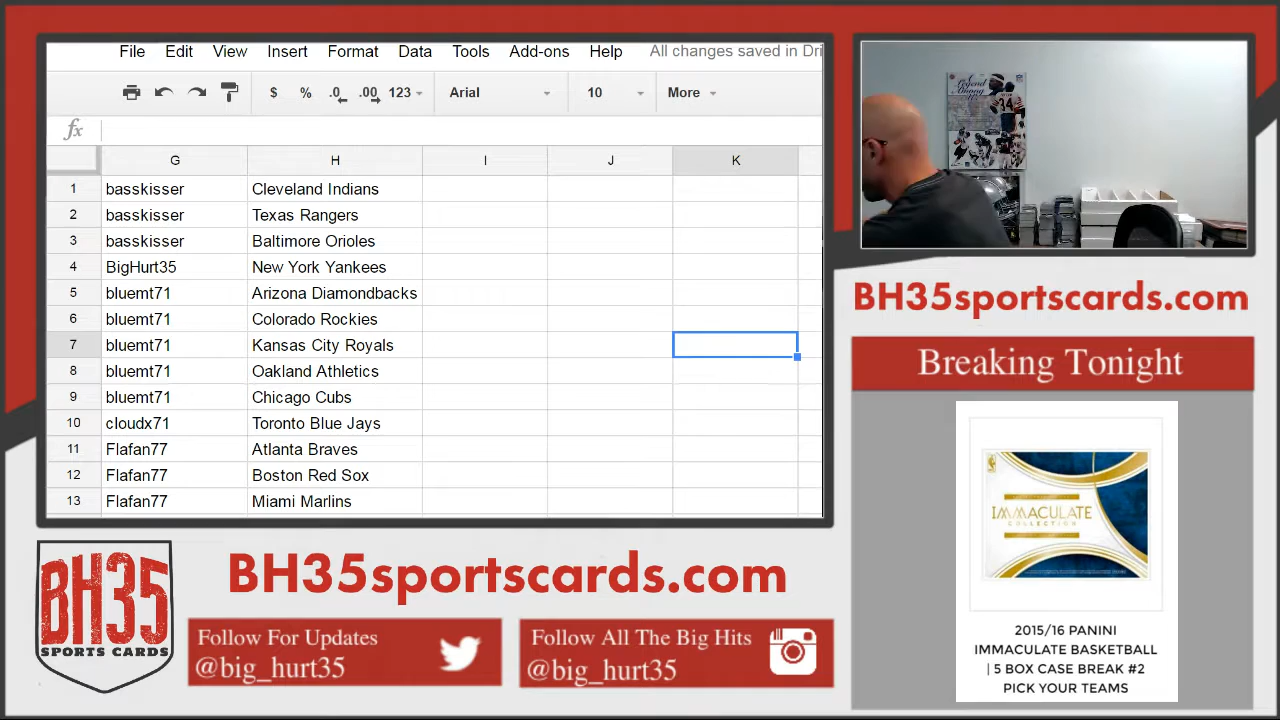 File Edit View Insert Format Data Tools Add-ons Help All changes saved in Dri
$ % .0 .00 123 Arial 10 More
fx
G H I J K
1 basskisser Cleveland Indians
2 basskisser Texas Rangers
3 basskisser Baltimore Orioles
4 BigHurt35 New York Yankees
5 bluemt71 Arizona Diamondbacks
6 bluemt71 Colorado Rockies
7 bluemt71 Kansas City Royals
8 bluemt71 Oakland Athletics
9 bluemt71 Chicago Cubs
10 cloudx71 Toronto Blue Jays
11 Flafan77 Atlanta Braves
12 Flafan77 Boston Red Sox
13 Flafan77 Miami Marlins
34
BH35sportscards.com
Breaking Tonight
IMMACULATE
COLLECTION
2015/16 PANINI
IMMACULATE BASKETBALL
| 5 BOX CASE BREAK #2
PICK YOUR TEAMS
BH35
SPORTS CARDS
BH35sportscards.com
Follow For Updates
@big_hurt35
Follow All The Big Hits
@big_hurt35